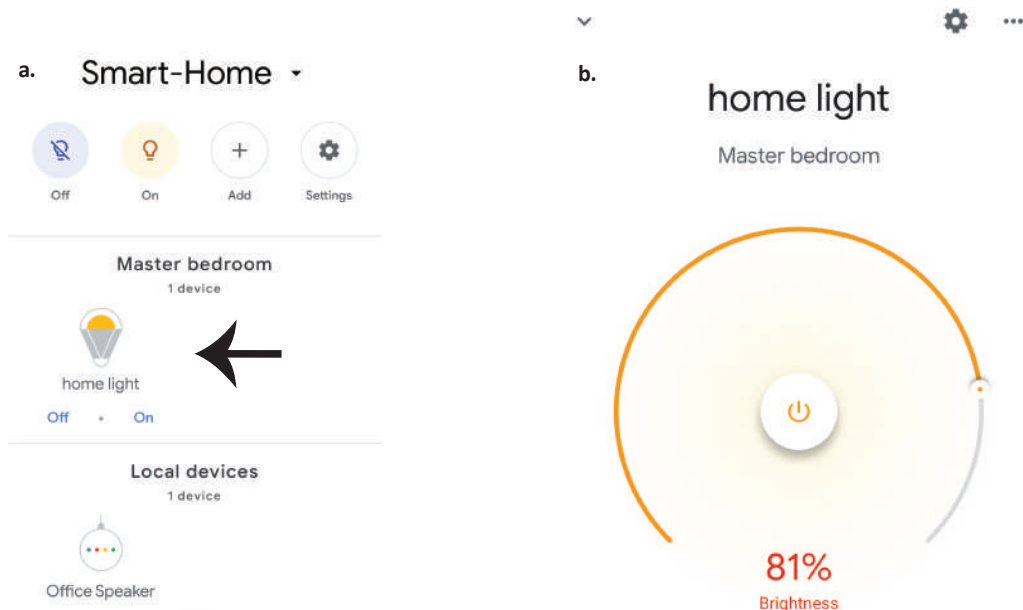 a.
Smart-Home
Off
On
Add
Settings
Master bedroom
1 device
home light
Off • On
Local devices
1 device
Office Speaker
b.
home light
Master bedroom
81%
Brightness